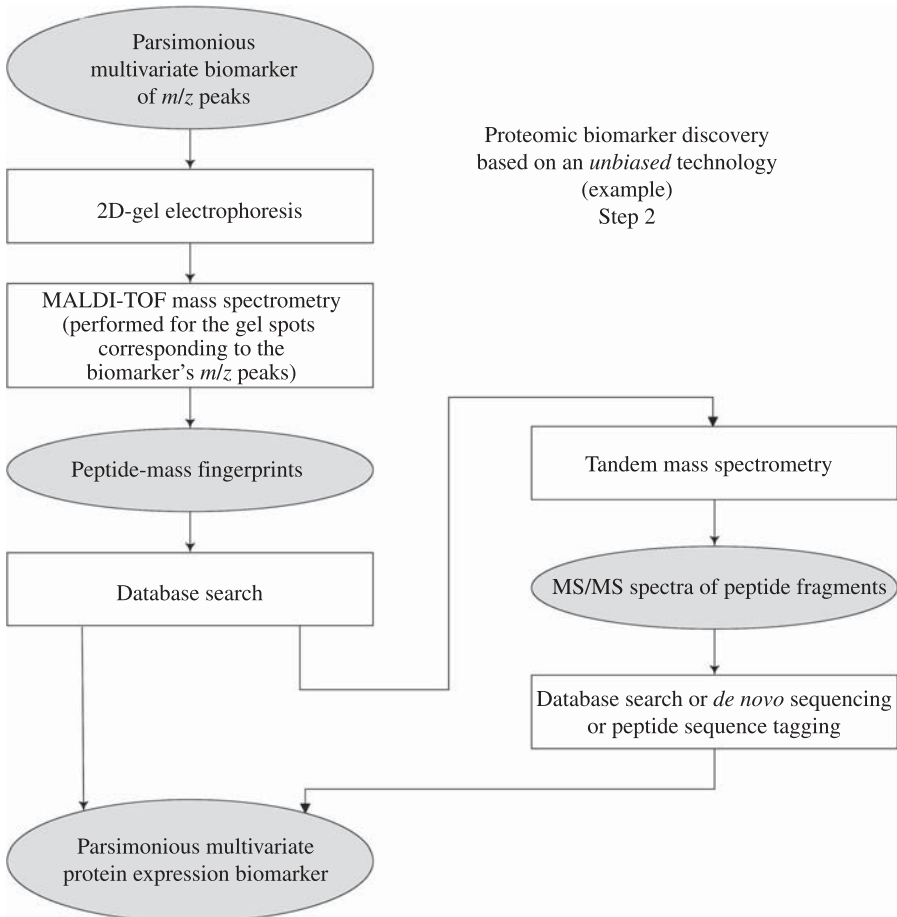 Parsimonious
multivariate biomarker
of m/z peaks
Proteomic biomarker discovery
based on an unbiased technology
(example)
Step 2
2D-gel electrophoresis
MALDI-TOF mass spectrometry
(performed for the gel spots
corresponding to the
biomarker's m/z peaks)
Peptide-mass fingerprints
Database search
Tandem mass spectrometry
MS/MS spectra of peptide fragments
Database search or de novo sequencing
or peptide sequence tagging
Parsimonious multivariate
protein expression biomarker